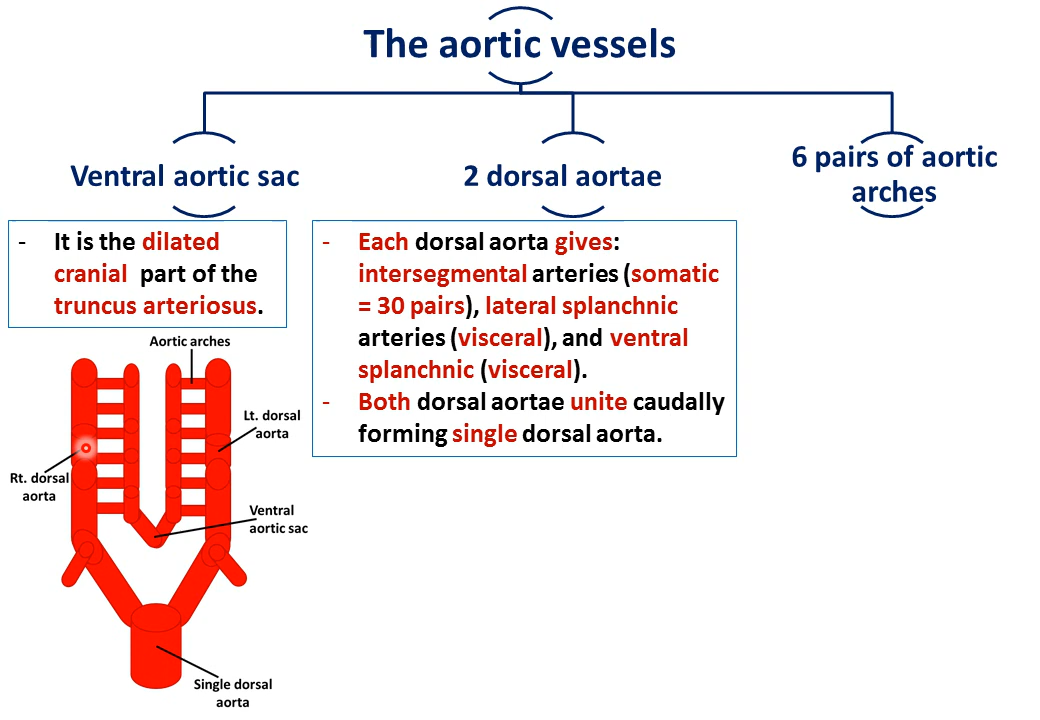 The aortic vessels
Ventral aortic sac
2 dorsal aortae
6 pairs of aortic
arches
- It is the dilated
cranial part of the
truncus arteriosus.
- Each dorsal aorta gives:
intersegmental arteries (somatic
= 30 pairs), lateral splanchnic
arteries (visceral), and ventral
splanchnic (visceral).
- Both dorsal aortae unite caudally
forming single dorsal aorta.
Aortic arches
Lt. dorsal
aorta
Rt. dorsal
aorta
Ventral
aortic sac
Single dorsal
aorta